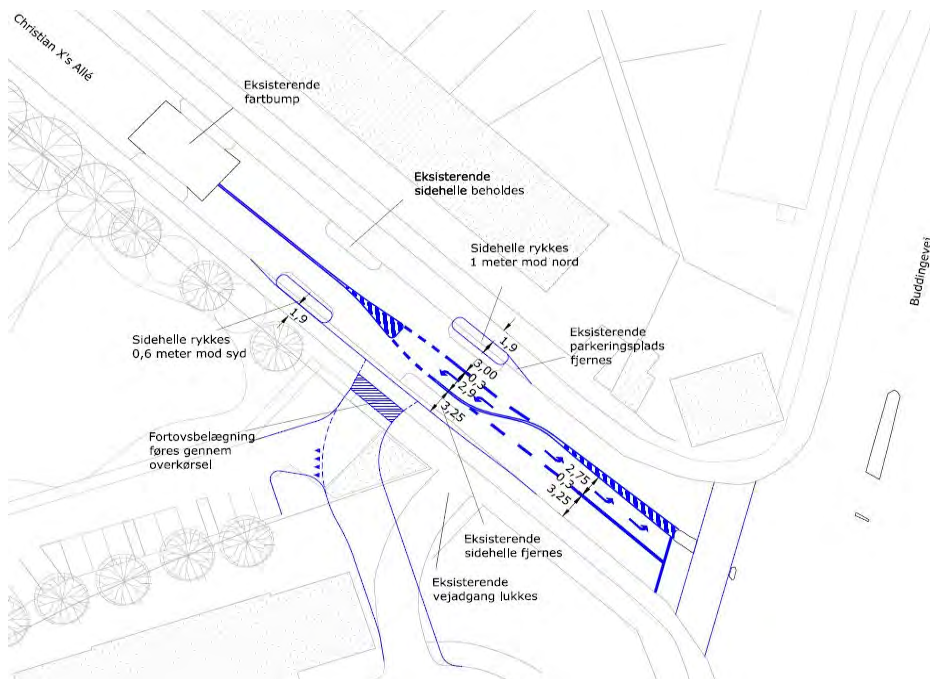 Christian X's Allé
Eksisterende
fartbump
Eksisterende
sidehelle beholdes
Sidehelle rykkes
1 meter mod nord
Buddingevej
1,9
1,9
Sidehelle rykkes
0,6 meter mod syd
Eksisterende
parkeringsplads
fjernes
3,00
0,3
2,9
3,25
Fortovsbelægning
føres gennem
overkørsel
2,75
0,3
3,25
Eksisterende
sidehelle fjernes
Eksisterende
vejadgang lukkes